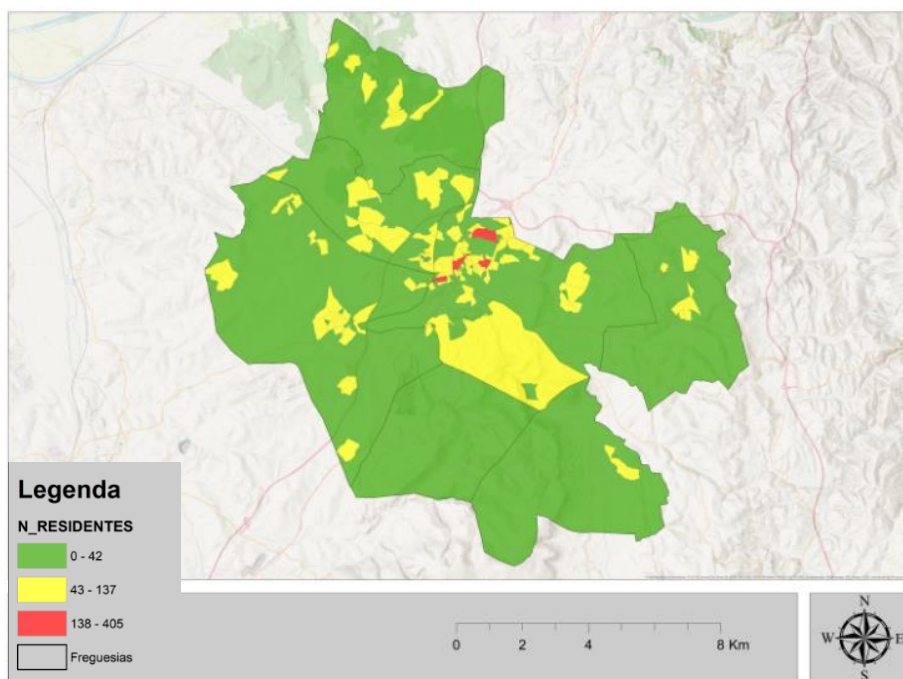 Legenda
N_RESIDENTES
0 - 42
43 - 137
138 - 405
Freguesias
0 2 4 8 Km
N
W E
S